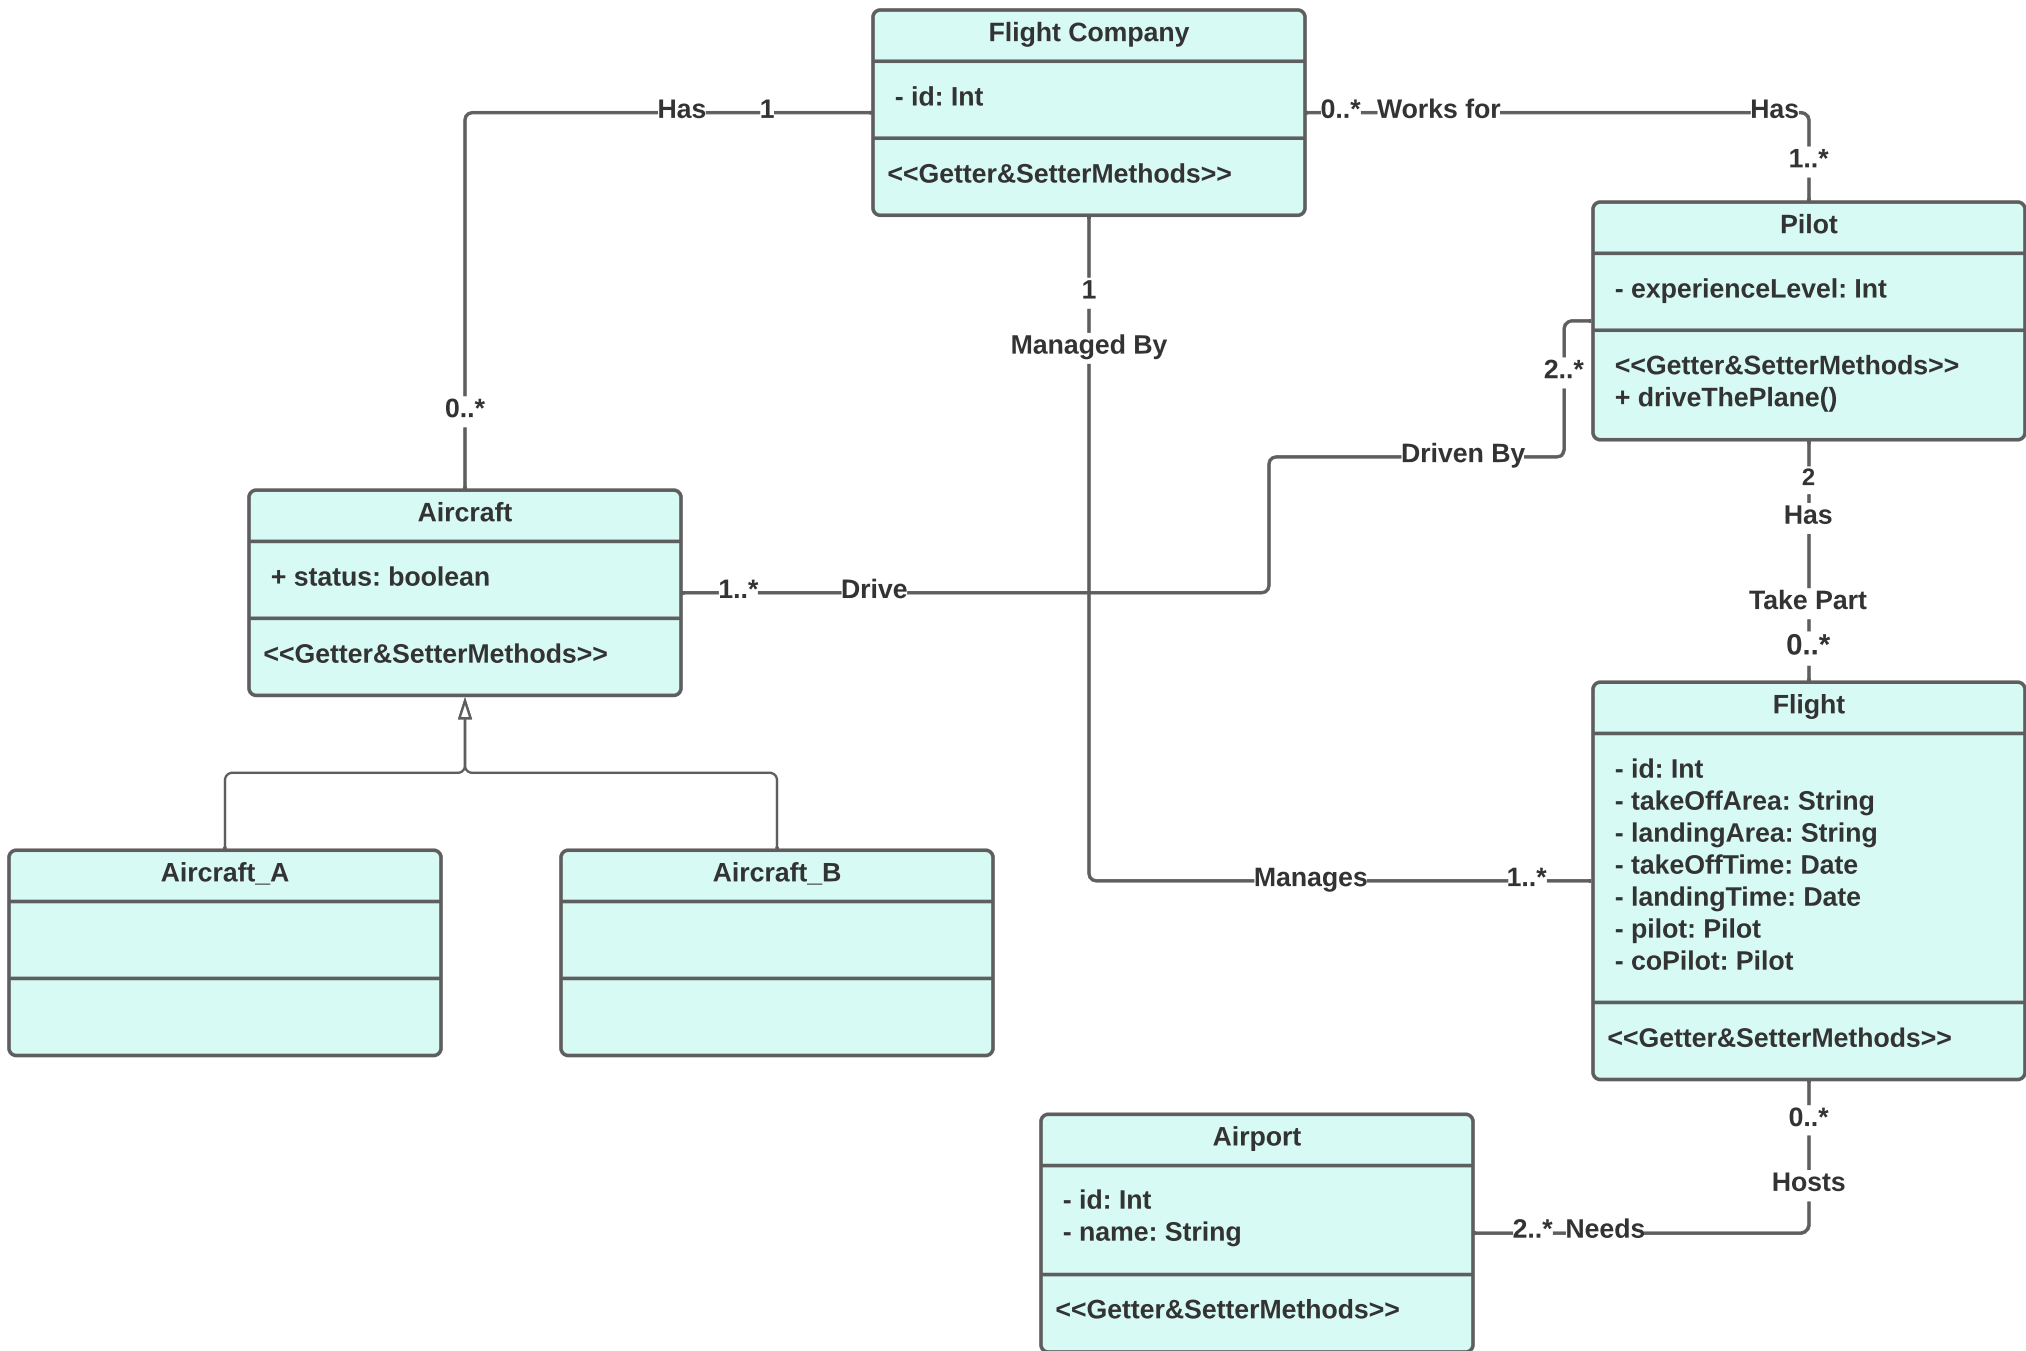 Flight Company
- id: Int
<<Getter&SetterMethods>>
Has
1
0..*
Works for
Has
1..*
Pilot
- experienceLevel: Int
<<Getter&SetterMethods>>
+ driveThePlane()
1
Managed By
2..*
Driven By
0..*
Aircraft
+ status: boolean
<<Getter&SetterMethods>>
1..*
Drive
2
Has
Take Part
0..*
Flight
- id: Int
- takeOffArea: String
- landingArea: String
- takeOffTime: Date
- landingTime: Date
- pilot: Pilot
- coPilot: Pilot
<<Getter&SetterMethods>>
Manages
1..*
Aircraft_A
Aircraft_B
0..*
Hosts
2..*
Needs
Airport
- id: Int
- name: String
<<Getter&SetterMethods>>